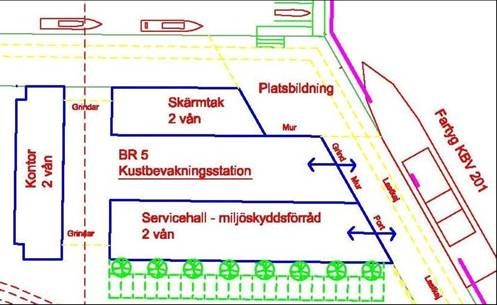 Platsbildning
Skärmtak
2 vån
Grindar
Mur
Fartyg KBV 201
Kontor
2 vån
BR 5
Kustbevakningsstation
Grind
Mur
Lastkaj
Servicehall - miljöskyddsförråd
2 vån
Port
Grindar
Lastkaj